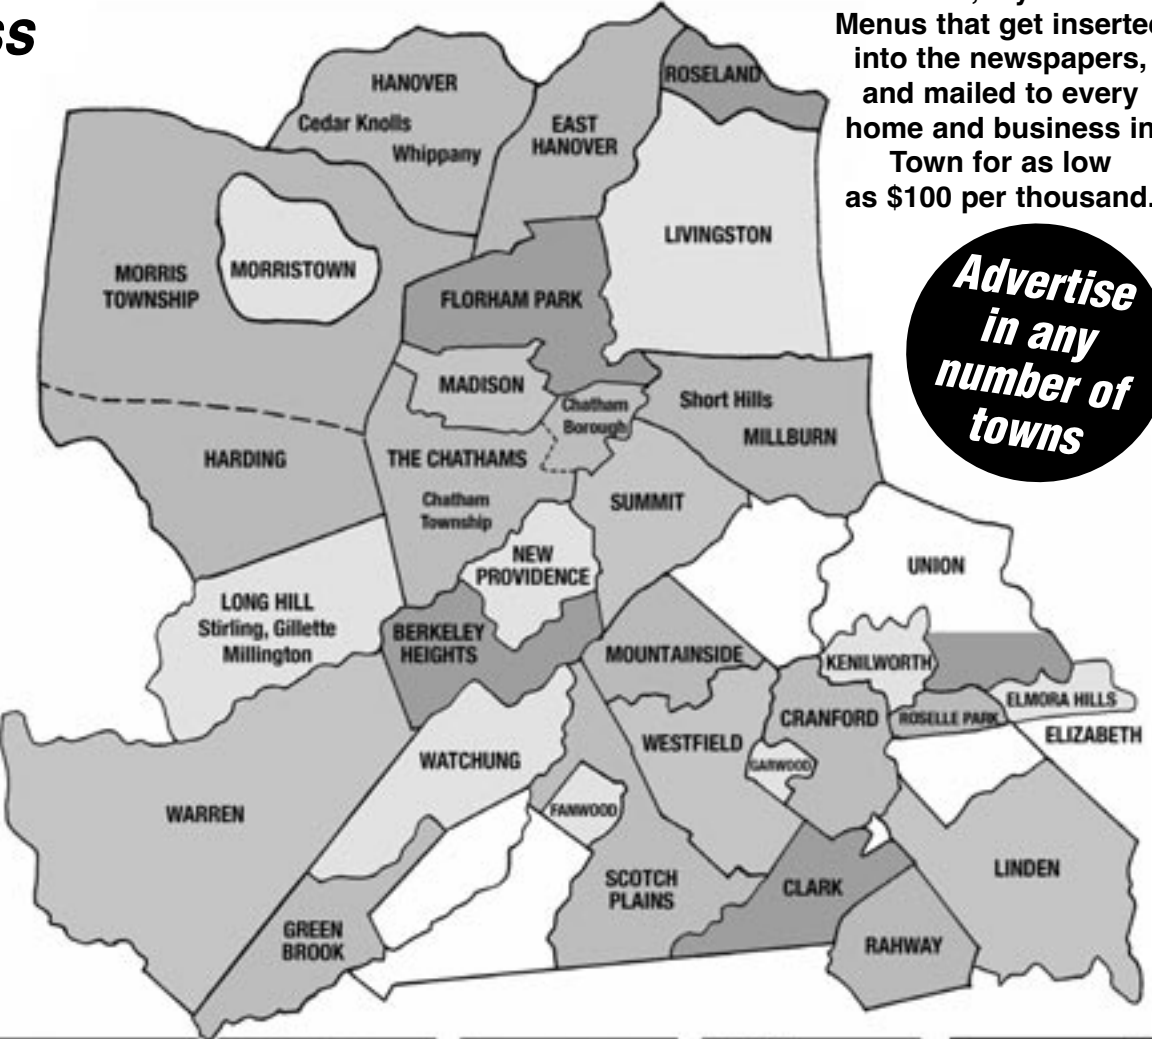 ss
Menus that get inserted
into the newspapers,
and mailed to every
home and business in
Town for as low
as $100 per thousand.
Advertise
in any
number of
towns
HANOVER
Cedar Knolls
Whippany
EAST
HANOVER
ROSELAND
LIVINGSTON
MORRIS
TOWNSHIP
MORRISTOWN
FLORHAM PARK
MADISON
Chatham
Borough
Short Hills
MILLBURN
HARDING
THE CHATHAMS
Chatham
Township
SUMMIT
NEW
PROVIDENCE
UNION
LONG HILL
Stirling, Gillette
Millington
BERKELEY
HEIGHTS
MOUNTAINSIDE
KENILWORTH
ELMORA HILLS
ROSELLE PARK
CRANFORD
ELIZABETH
WESTFIELD
GARWOOD
WATCHUNG
WARREN
FANWOOD
SCOTCH
PLAINS
CLARK
LINDEN
GREEN
BROOK
RAHWAY